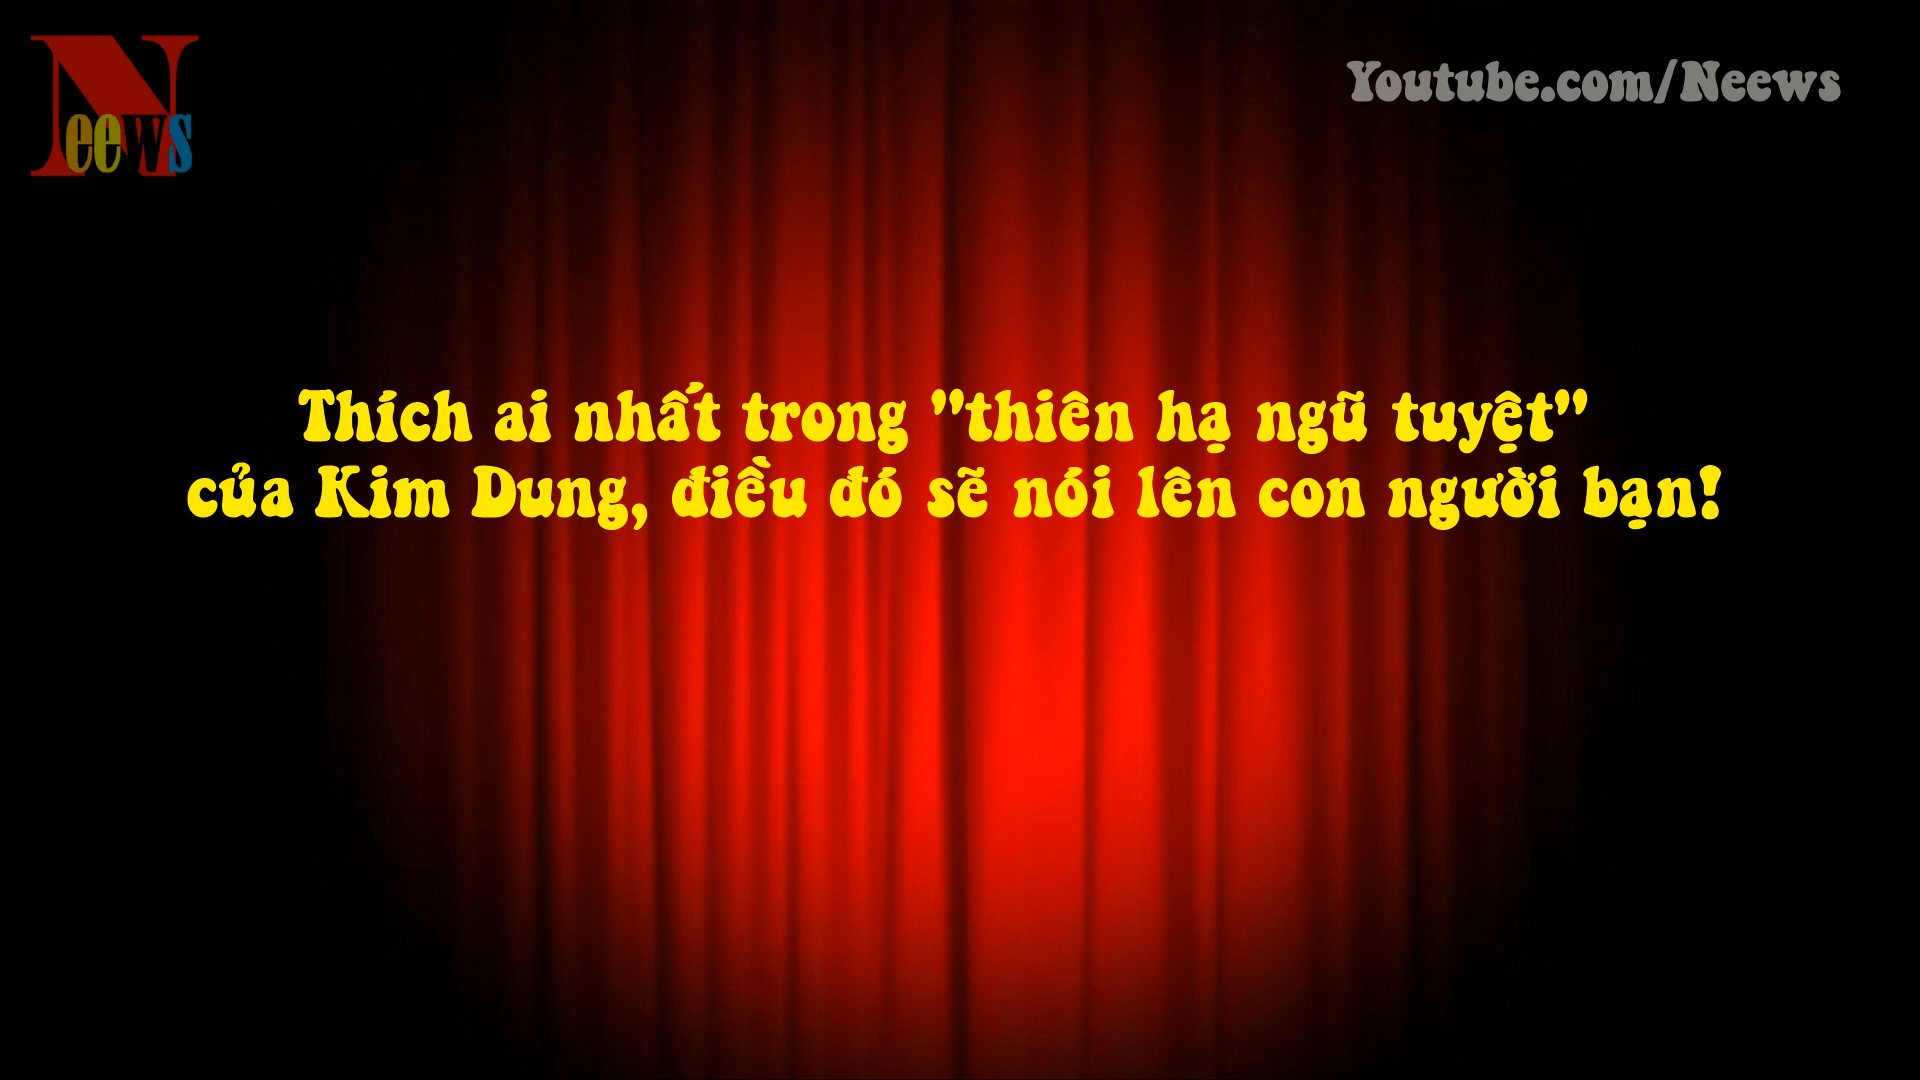 Neews
Youtube.com/Neews
Thích ai nhất trong "thiên hạ ngũ tuyệt"
của Kim Dung, điều đó sẽ nói lên con người bạn!